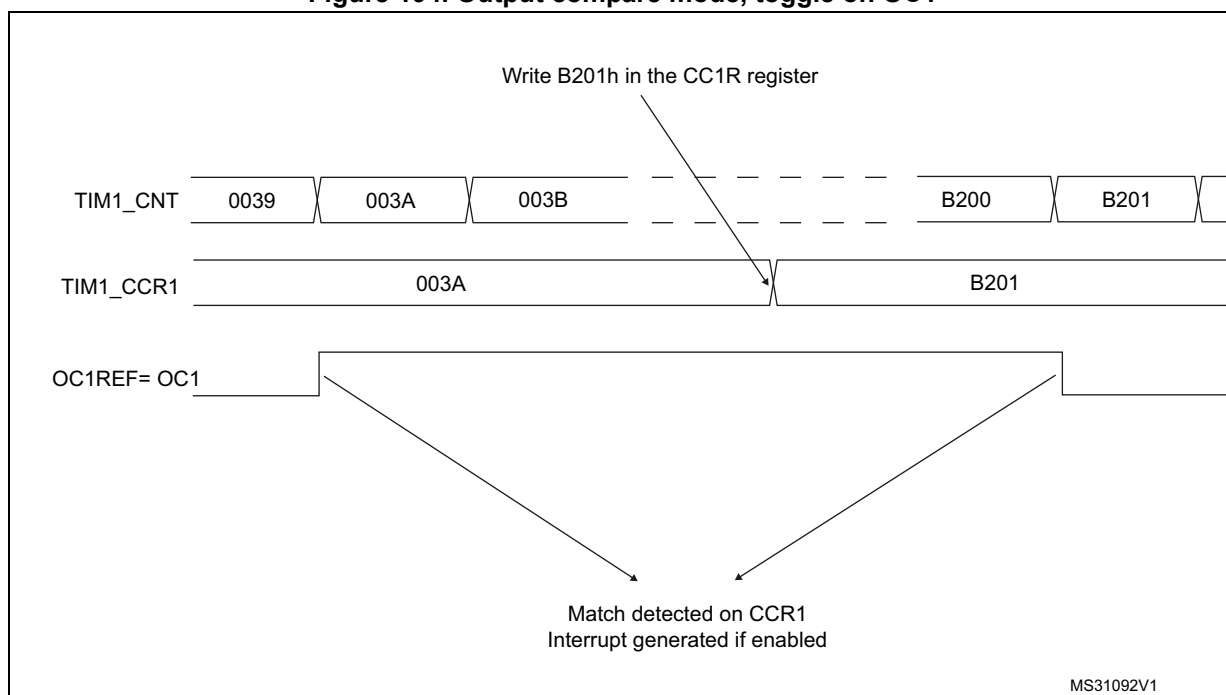 Write B201h in the CC1R register
TIM1_CNT 0039 003A 003B B200 B201
TIM1_CCR1 003A B201
OC1REF= OC1
Match detected on CCR1
Interrupt generated if enabled
MS31092V1